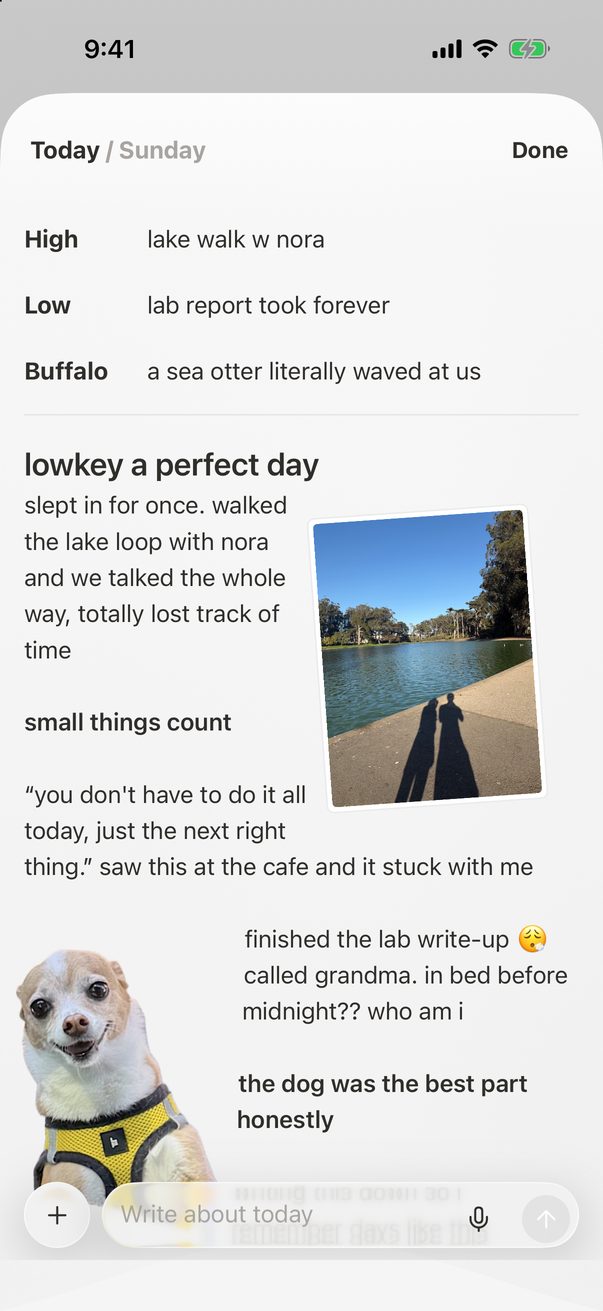 9:41
Today / Sunday
Done
High lake walk w nora
Low lab report took forever
Buffalo a sea otter literally waved at us
lowkey a perfect day
slept in for once. walked
the lake loop with nora
and we talked the whole
way, totally lost track of
time
small things count
“you don't have to do it all
today, just the next right
thing.” saw this at the cafe and it stuck with me
finished the lab write-up 😮‍💨
called grandma. in bed before
midnight?? who am i
the dog was the best part
honestly
Write about today
remember days like this